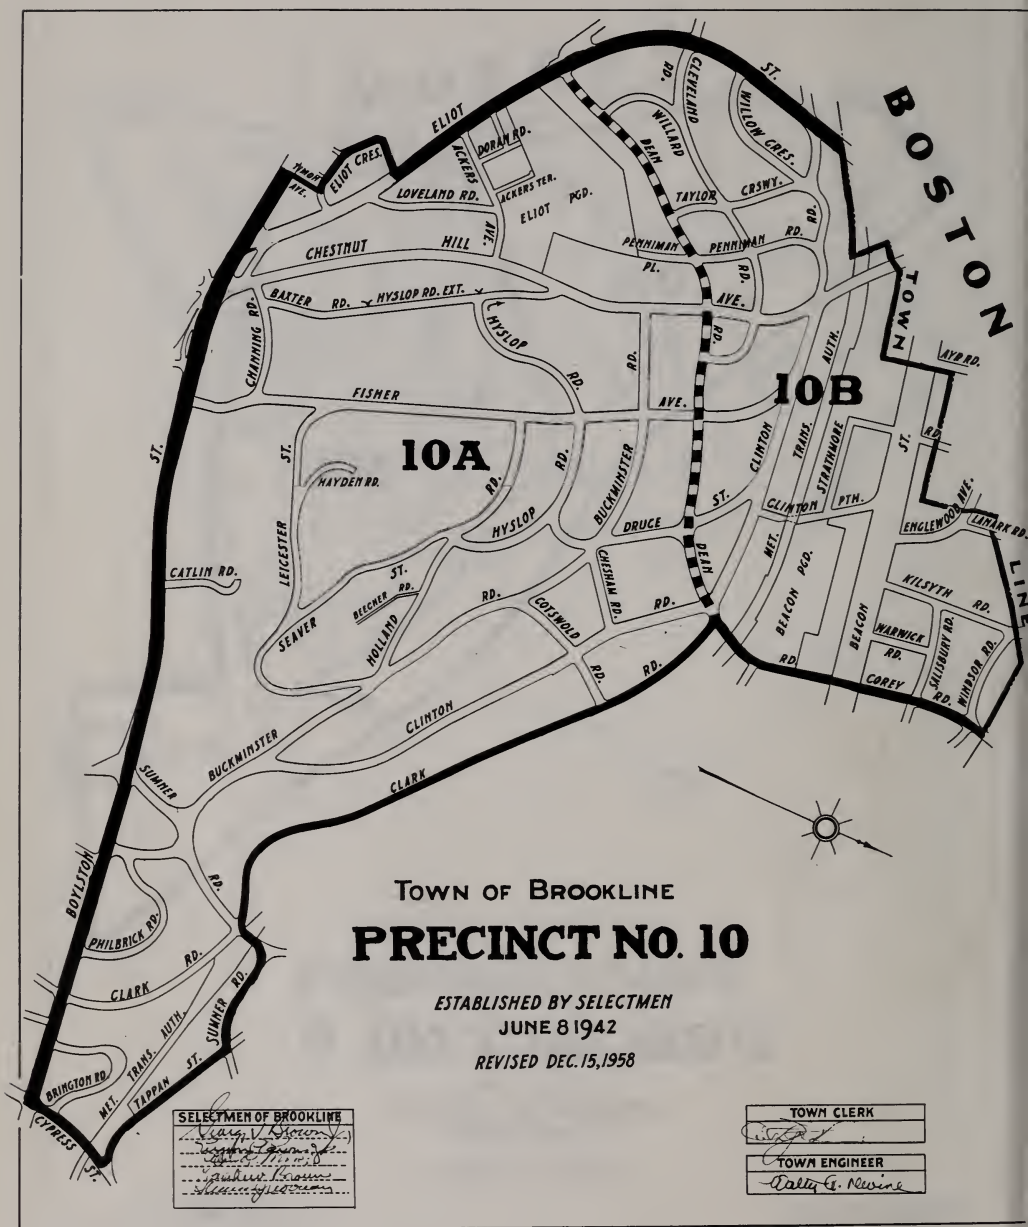 BOSTON
ST.
ELIOT
RD.
CLEVELAND
WILLOW CRES.
WILLARD
DEAN
DORAN RD.
ACKERS
AVE.
ELIOT CRES.
AVE.
LOVELAND RD.
ACKERS TER.
ELIOT PGD.
TAYLOR CRSWY.
RD.
CHESTNUT HILL AVE.
PENNIMAN PL.
PENNIMAN RD.
RD.
TOWN
BAXTER RD.
HYSLOP RD. EXT.
CHANNING RD.
HYSLOP RD.
RD.
RD.
AUTH.
AYR RD.
FISHER AVE.
10A
10B
ST.
ST.
HAYDEN RD.
RD.
RD.
BUCKMINSTER
CLINTON
TRANS.
STRATHMORE
ST.
RD.
HYSLOP
DRUCE ST.
CLINTON PTH.
ENGLEWOOD AVE.
LANARK RD.
LINE
CATLIN RD.
LEICESTER
SEAVER ST.
BEECHER RD.
HOLLAND
RD.
COTSWOLD RD.
CHESHAM RD.
RD.
DEAN
MET.
BEACON PGD.
BEACON
KILSYTH RD.
WARWICK RD.
SALISBURY RD.
WINDSOR RD.
RD.
COREY RD.
RD.
SUMNER
BUCKMINSTER
CLINTON
CLARK
BOYLSTON
RD.
PHILBRICK RD.
CLARK RD.
MET. TRANS. AUTH.
SUMNER RD.
BRINGTON RD.
TAPPAN ST.
CYPRESS ST.
TOWN OF BROOKLINE
PRECINCT NO. 10
ESTABLISHED BY SELECTMEN
JUNE 8 1942
REVISED DEC. 15, 1958
SELECTMEN OF BROOKLINE
TOWN CLERK
TOWN ENGINEER
Walter A. Devine